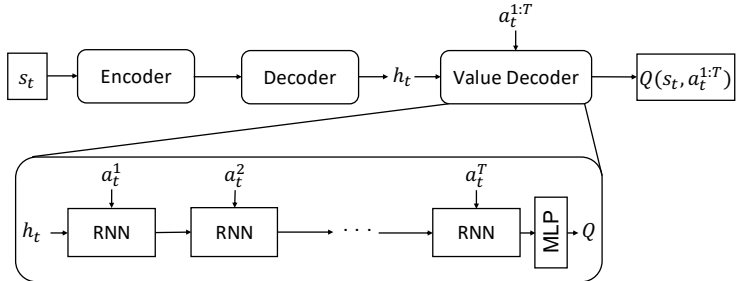 a_t^{1:T}
s_t Encoder Decoder h_t Value Decoder Q(s_t, a_t^{1:T})
a_t^1 a_t^2 a_t^T
h_t RNN RNN · · · RNN MLP Q